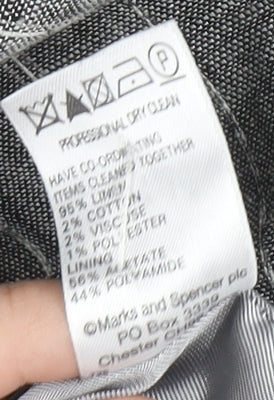 P
PROFESSIONAL DRY CLEAN
HAVE CO-ORDINATING
ITEMS CLEANED TOGETHER
95% LINEN
2% COTTON
2% VISCOSE
1% POLYESTER
LINING
56% ACETATE
44% POLYAMIDE
©Marks and Spencer plc
PO Box 3339
Chester